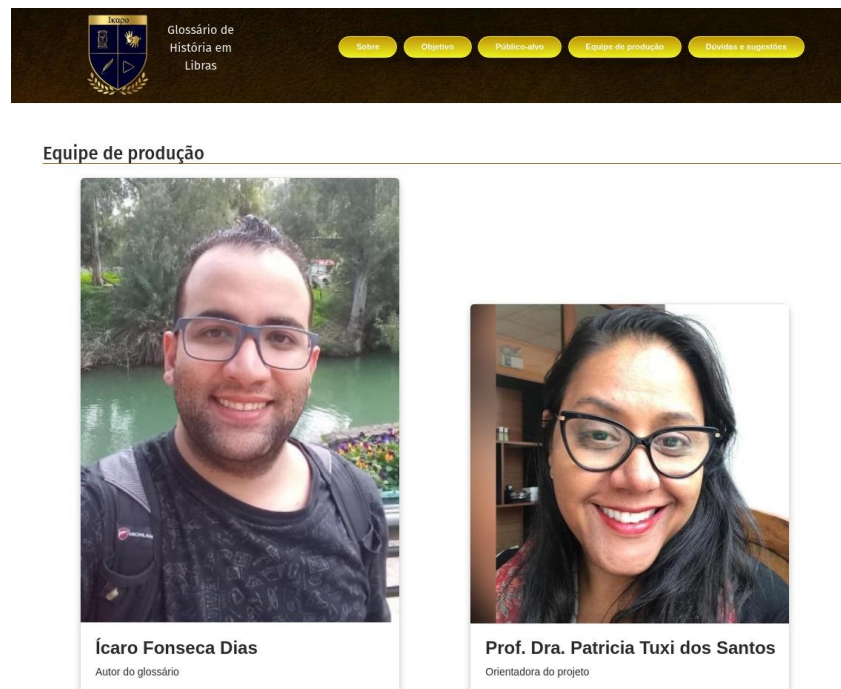 Ikapo
Glossário de
História em
Libras
Sobre
Objetivo
Público-alvo
Equipe de produção
Dúvidas e sugestões
Equipe de produção
Ícaro Fonseca Dias
Autor do glossário
Prof. Dra. Patricia Tuxi dos Santos
Orientadora do projeto